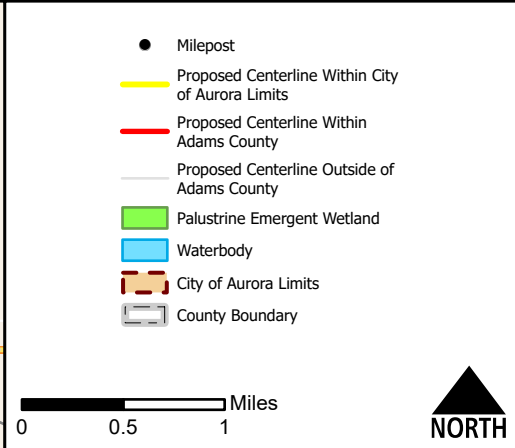 Milepost
Proposed Centerline Within City
of Aurora Limits
Proposed Centerline Within
Adams County
Proposed Centerline Outside of
Adams County
Palustrine Emergent Wetland
Waterbody
City of Aurora Limits
County Boundary
Miles
0 0.5 1
NORTH